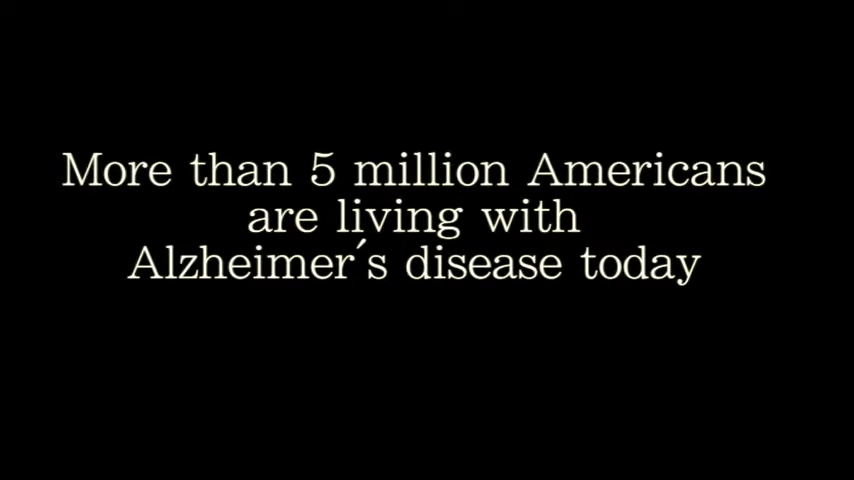 More than 5 million Americans
are living with
Alzheimer´s disease today